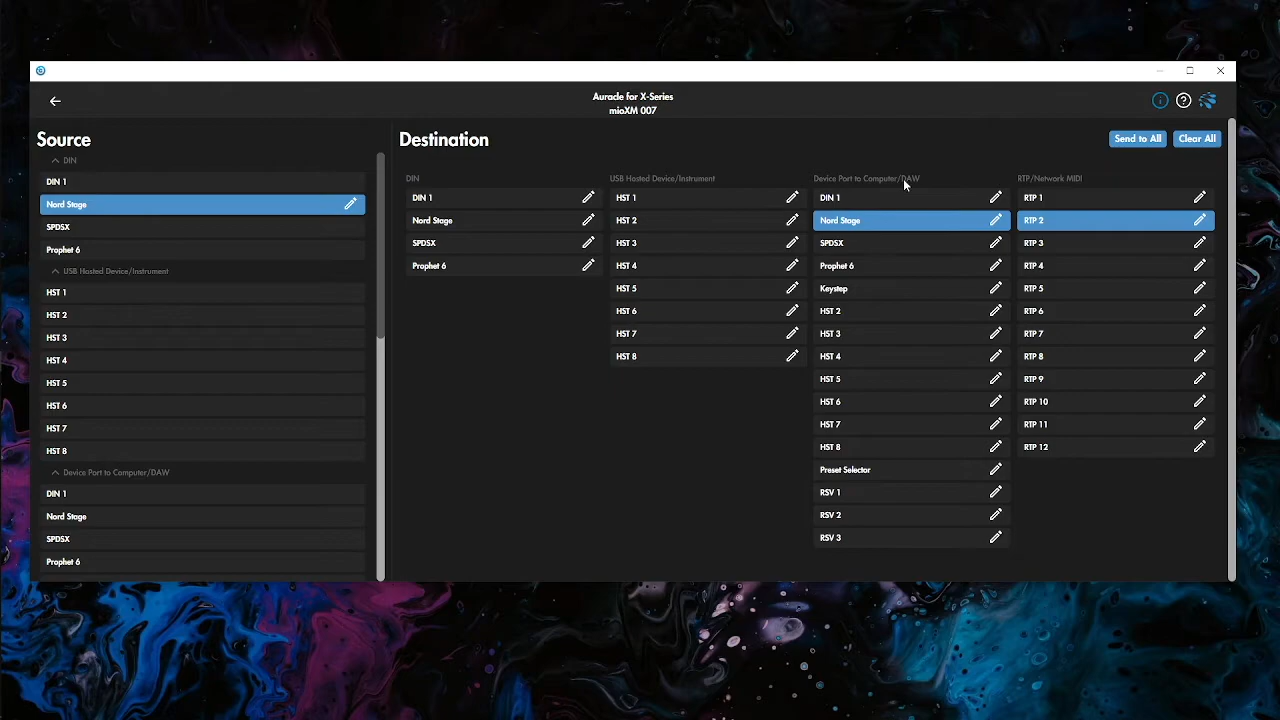 Aurade for X-Series
mioXM 007
Source
DIN
DIN 1
Nord Stage
SPDSX
Prophet 6
USB Hosted Device/Instrument
HST 1
HST 2
HST 3
HST 4
HST 5
HST 6
HST 7
HST 8
Device Port to Computer/DAW
DIN 1
Nord Stage
SPDSX
Prophet 6
Destination
Send to All
Clear All
DIN
DIN 1
Nord Stage
SPDSX
Prophet 6
USB Hosted Device/Instrument
HST 1
HST 2
HST 3
HST 4
HST 5
HST 6
HST 7
HST 8
Device Port to Computer/DAW
DIN 1
Nord Stage
SPDSX
Prophet 6
Keystep
HST 2
HST 3
HST 4
HST 5
HST 6
HST 7
HST 8
Preset Selector
RSV 1
RSV 2
RSV 3
RTP/Network MIDI
RTP 1
RTP 2
RTP 3
RTP 4
RTP 5
RTP 6
RTP 7
RTP 8
RTP 9
RTP 10
RTP 11
RTP 12